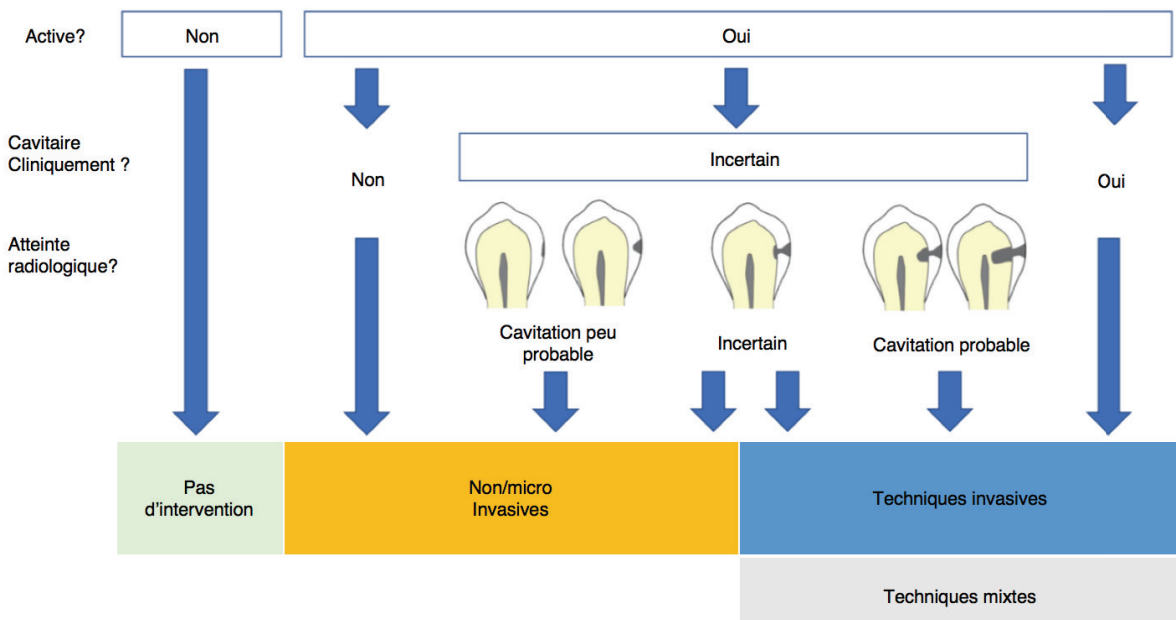 Active?
Non
Oui
Cavitaire
Cliniquement ?
Non
Incertain
Oui
Atteinte
radiologique?
Cavitation peu
probable
Incertain
Cavitation probable
Pas
d'intervention
Non/micro
Invasives
Techniques invasives
Techniques mixtes